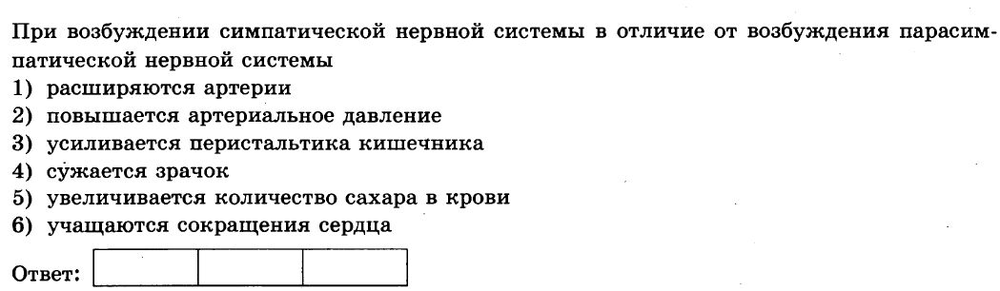 При возбуждении симпатической нервной системы в отличие от возбуждения парасим-
патической нервной системы
1) расширяются артерии
2) повышается артериальное давление
3) усиливается перистальтика кишечника
4) сужается зрачок
5) увеличивается количество сахара в крови
6) учащаются сокращения сердца
Ответ: